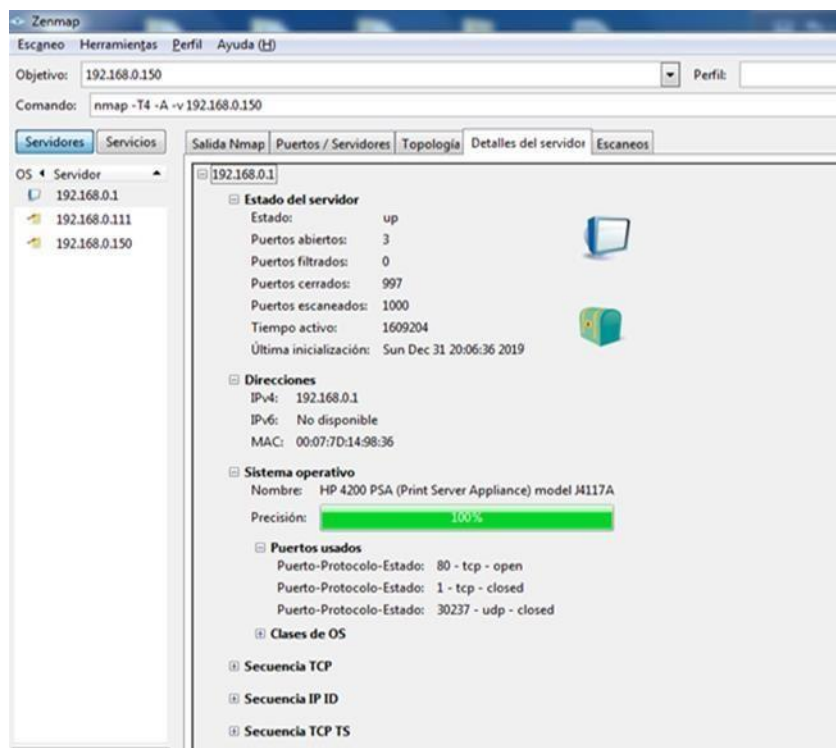 Zenmap
Escaneo Herramientas Perfil Ayuda (H)
Objetivo: 192.168.0.150 Perfil:
Comando: nmap -T4 -A -v 192.168.0.150
Servidores Servicios
Salida Nmap Puertos / Servidores Topología Detalles del servidor Escaneos
OS Servidor
192.168.0.1
192.168.0.111
192.168.0.150
192.168.0.1
Estado del servidor
Estado: up
Puertos abiertos: 3
Puertos filtrados: 0
Puertos cerrados: 997
Puertos escaneados: 1000
Tiempo activo: 1609204
Última inicialización: Sun Dec 31 20:06:36 2019
Direcciones
IPv4: 192.168.0.1
IPv6: No disponible
MAC: 00:07:7D:14:98:36
Sistema operativo
Nombre: HP 4200 PSA (Print Server Appliance) model J4117A
Precisión: 100%
Puertos usados
Puerto-Protocolo-Estado: 80 - tcp - open
Puerto-Protocolo-Estado: 1 - tcp - closed
Puerto-Protocolo-Estado: 30237 - udp - closed
Clases de OS
Secuencia TCP
Secuencia IP ID
Secuencia TCP TS